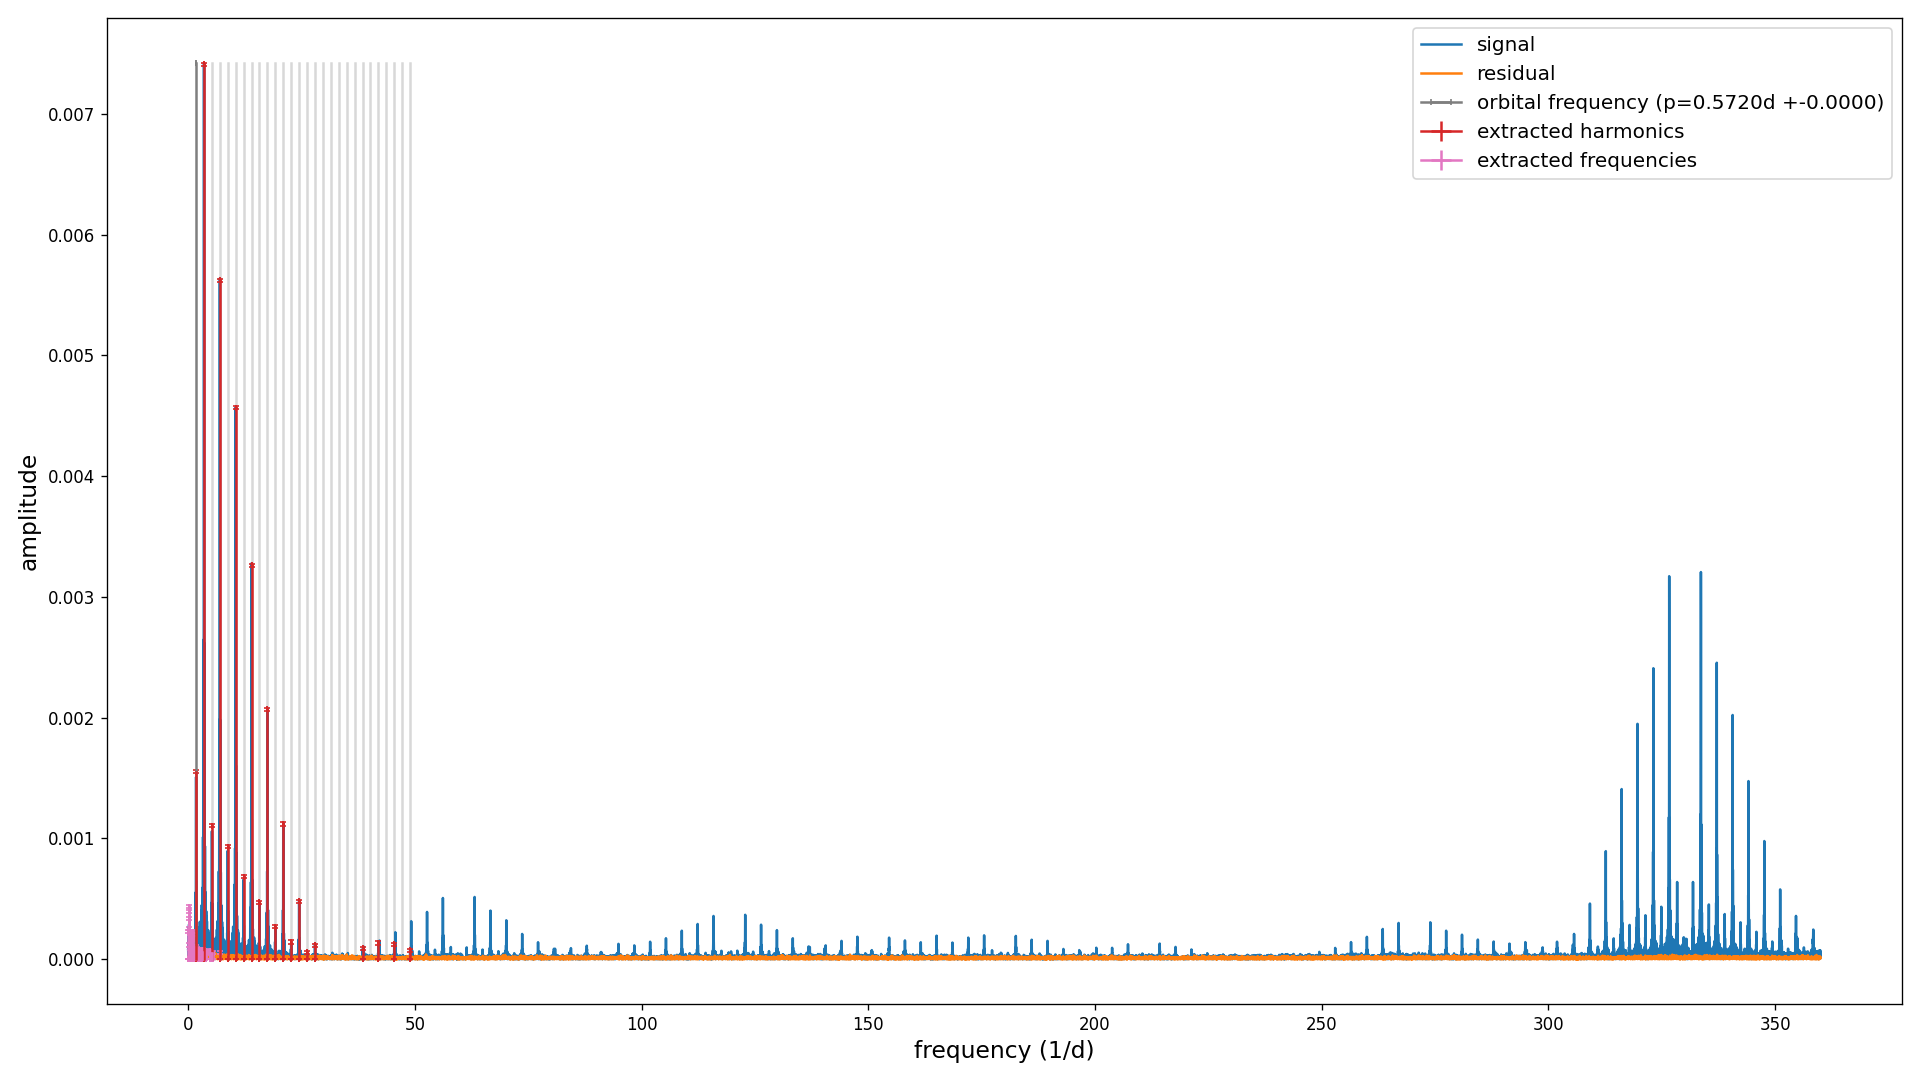 signal
residual
orbital frequency (p=0.5720d +-0.0000)
extracted harmonics
extracted frequencies
amplitude
0.007
0.006
0.005
0.004
0.003
0.002
0.001
0.000
0 50 100 150 200 250 300 350
frequency (1/d)